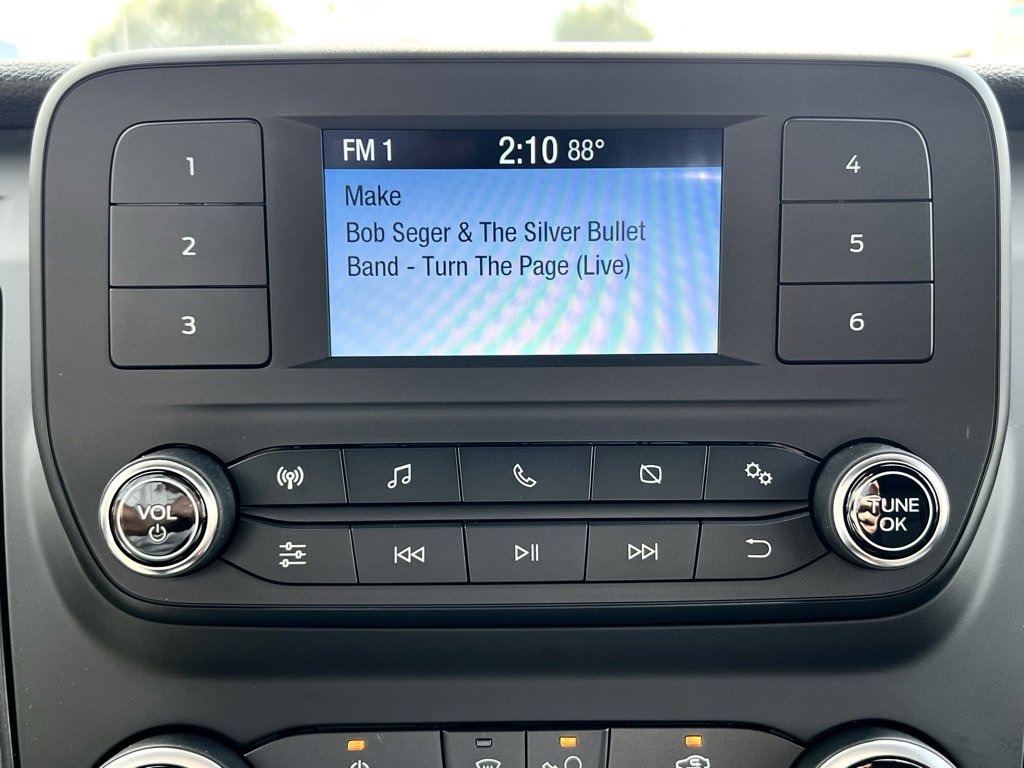 FM 1 2:10 88°
Make
Bob Seger & The Silver Bullet
Band - Turn The Page (Live)
1
2
3
4
5
6
VOL
TUNE
OK